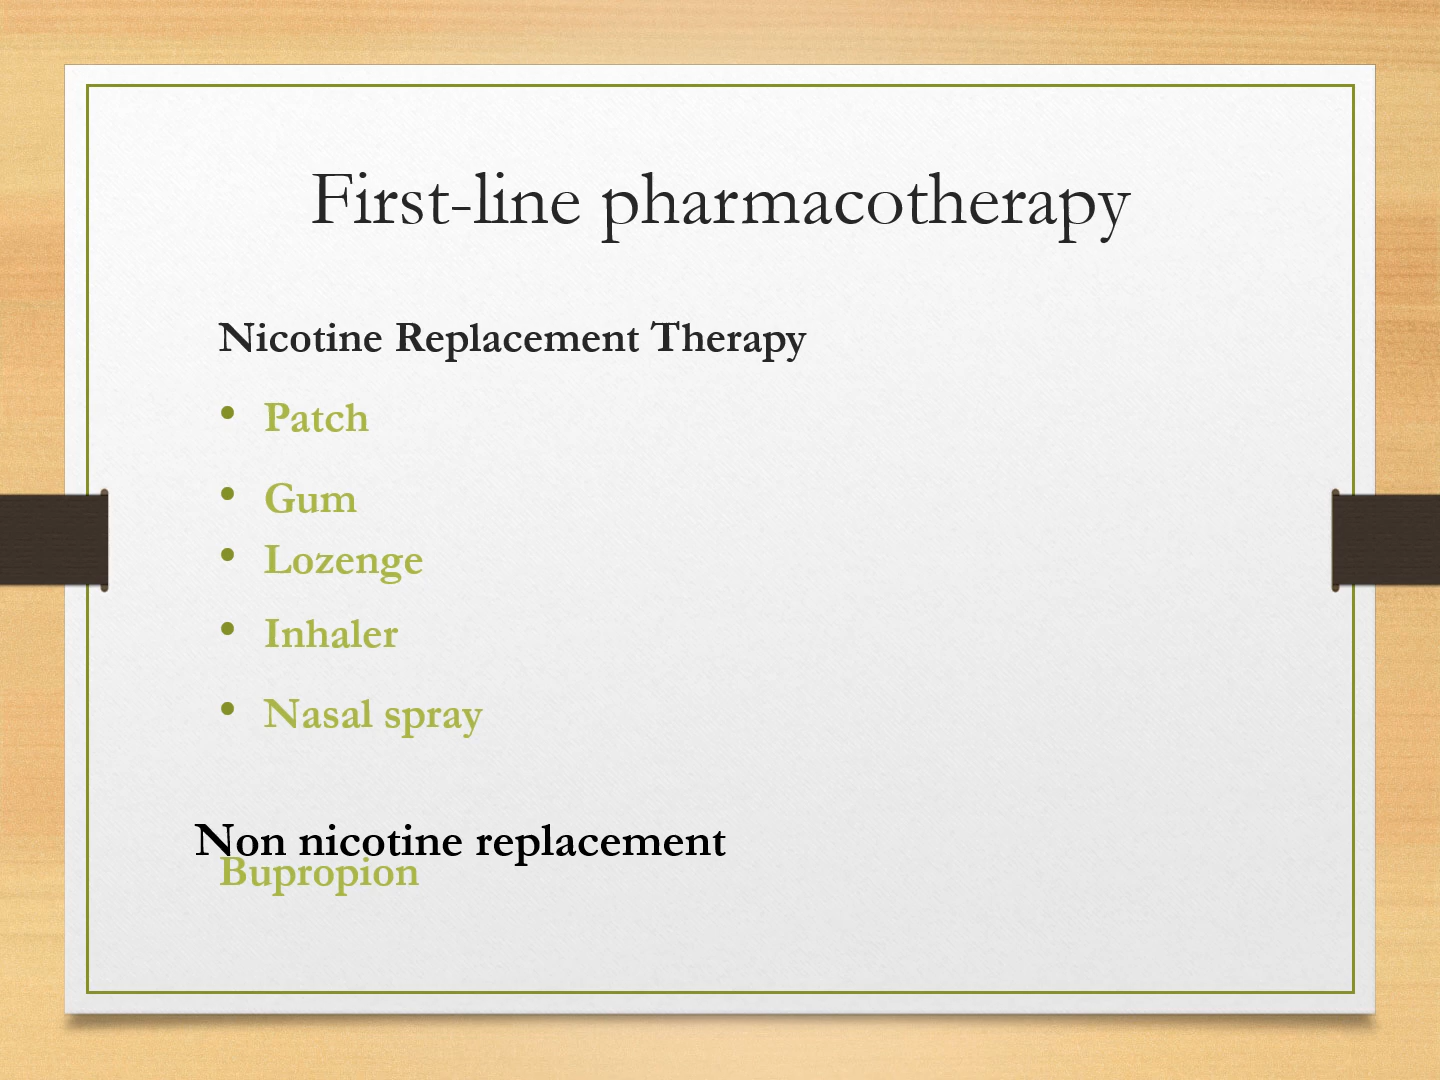 First-line pharmacotherapy
Nicotine Replacement Therapy
• Patch
• Gum
• Lozenge
• Inhaler
• Nasal spray
Non nicotine replacement
Bupropion